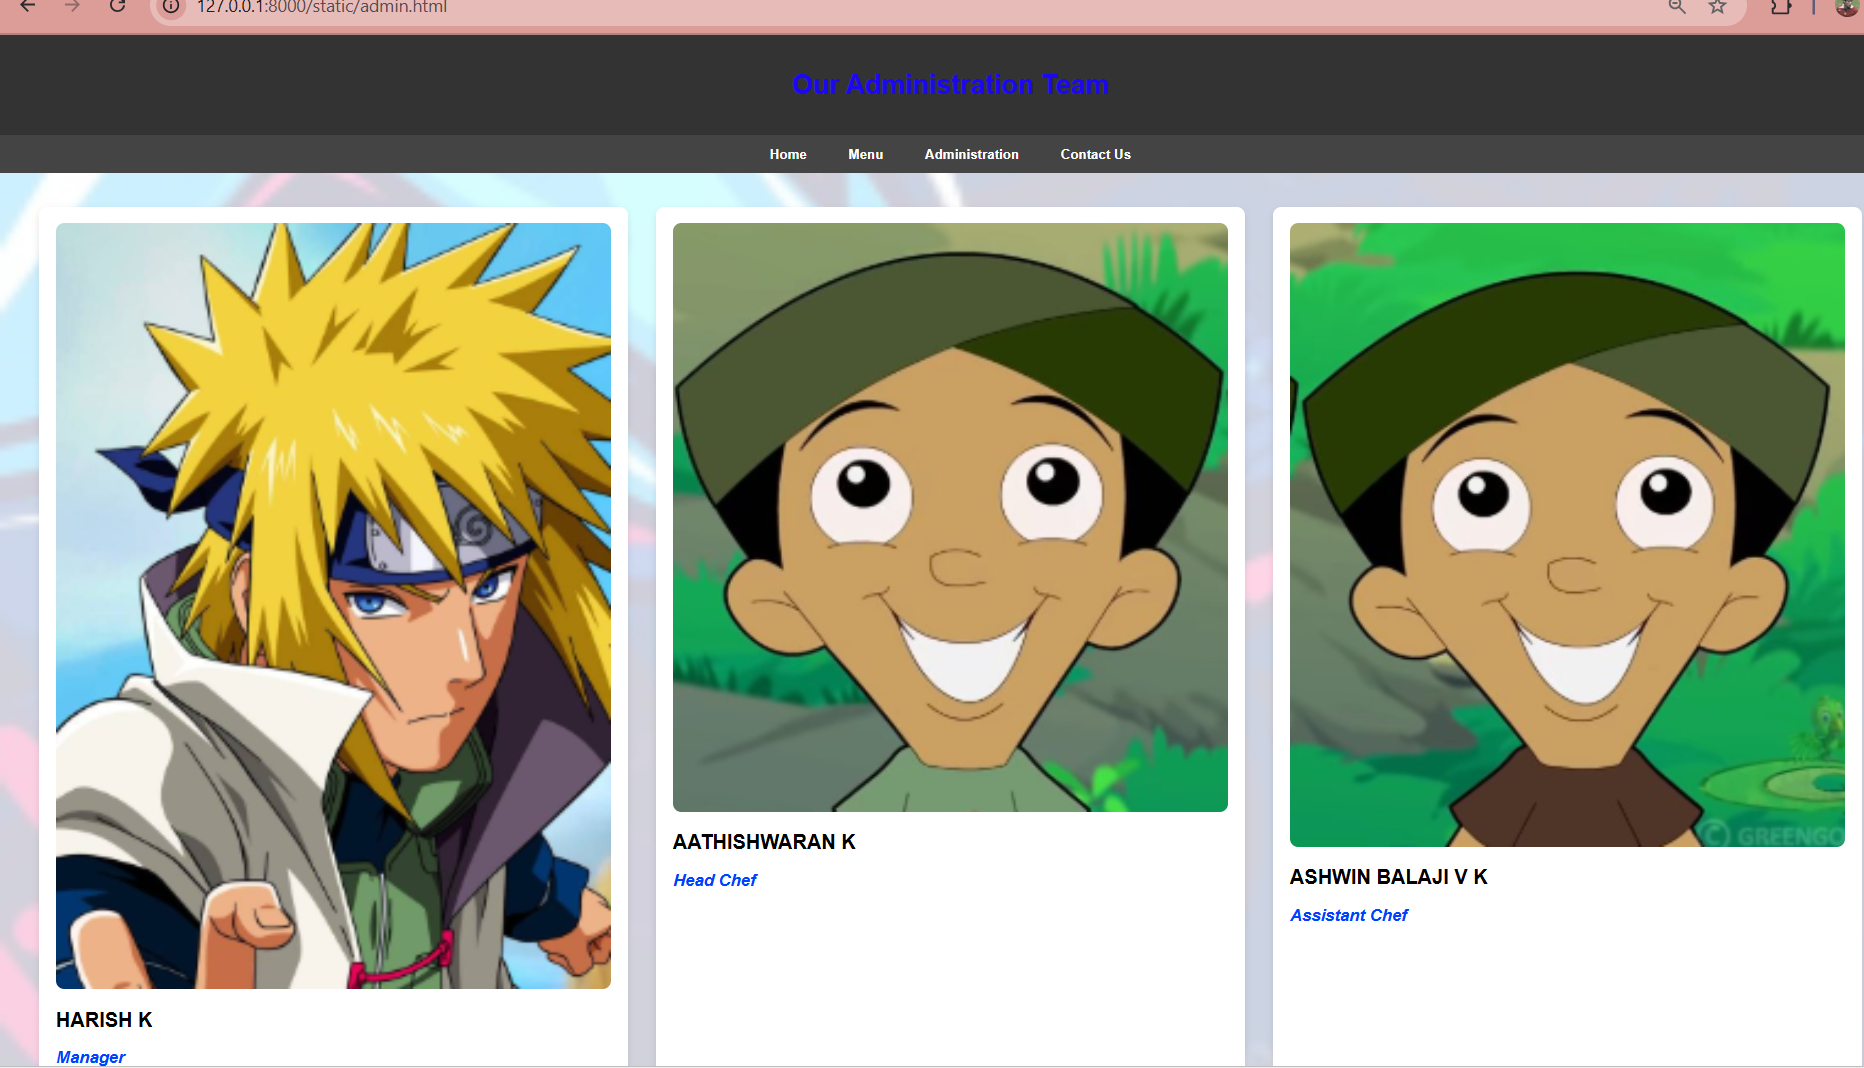 127.0.0.1:8000/static/admin.html
Our Administration Team
Home Menu Administration Contact Us
HARISH K
Manager
AATHISHWARAN K
Head Chef
© GREENGO
ASHWIN BALAJI V K
Assistant Chef